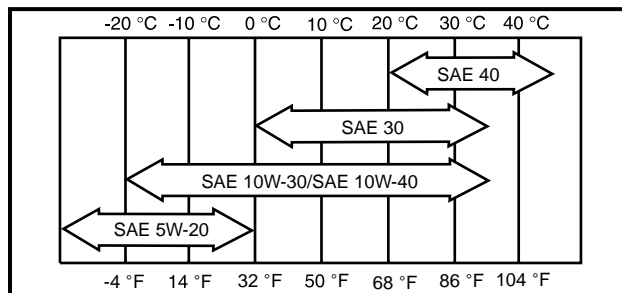 -20 °C -10 °C 0 °C 10 °C 20 °C 30 °C 40 °C
SAE 40
SAE 30
SAE 10W-30/SAE 10W-40
SAE 5W-20
-4 °F 14 °F 32 °F 50 °F 68 °F 86 °F 104 °F